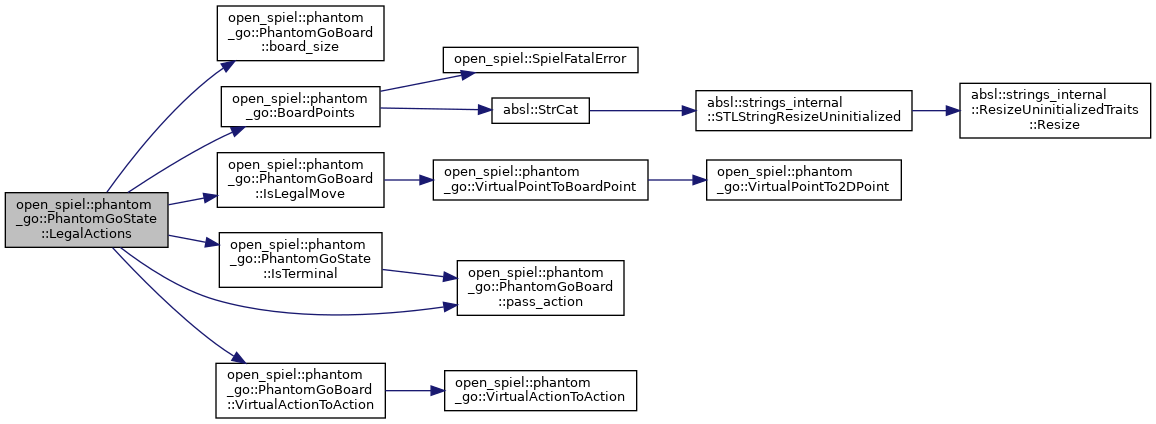 open_spiel::phantom
_go::PhantomGoState
::LegalActions
open_spiel::phantom
_go::PhantomGoBoard
::board_size
open_spiel::phantom
_go::BoardPoints
open_spiel::SpielFatalError
absl::StrCat
absl::strings_internal
::STLStringResizeUninitialized
absl::strings_internal
::ResizeUninitializedTraits
::Resize
open_spiel::phantom
_go::PhantomGoBoard
::IsLegalMove
open_spiel::phantom
_go::VirtualPointToBoardPoint
open_spiel::phantom
_go::VirtualPointTo2DPoint
open_spiel::phantom
_go::PhantomGoState
::IsTerminal
open_spiel::phantom
_go::PhantomGoBoard
::pass_action
open_spiel::phantom
_go::PhantomGoBoard
::VirtualActionToAction
open_spiel::phantom
_go::VirtualActionToAction